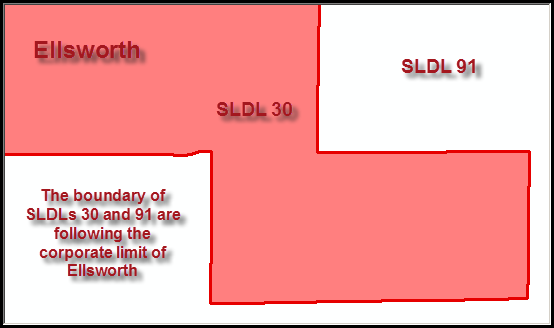 Ellsworth
SLDL 91
SLDL 30
The boundary of
SLDLs 30 and 91 are
following the
corporate limit of
Ellsworth